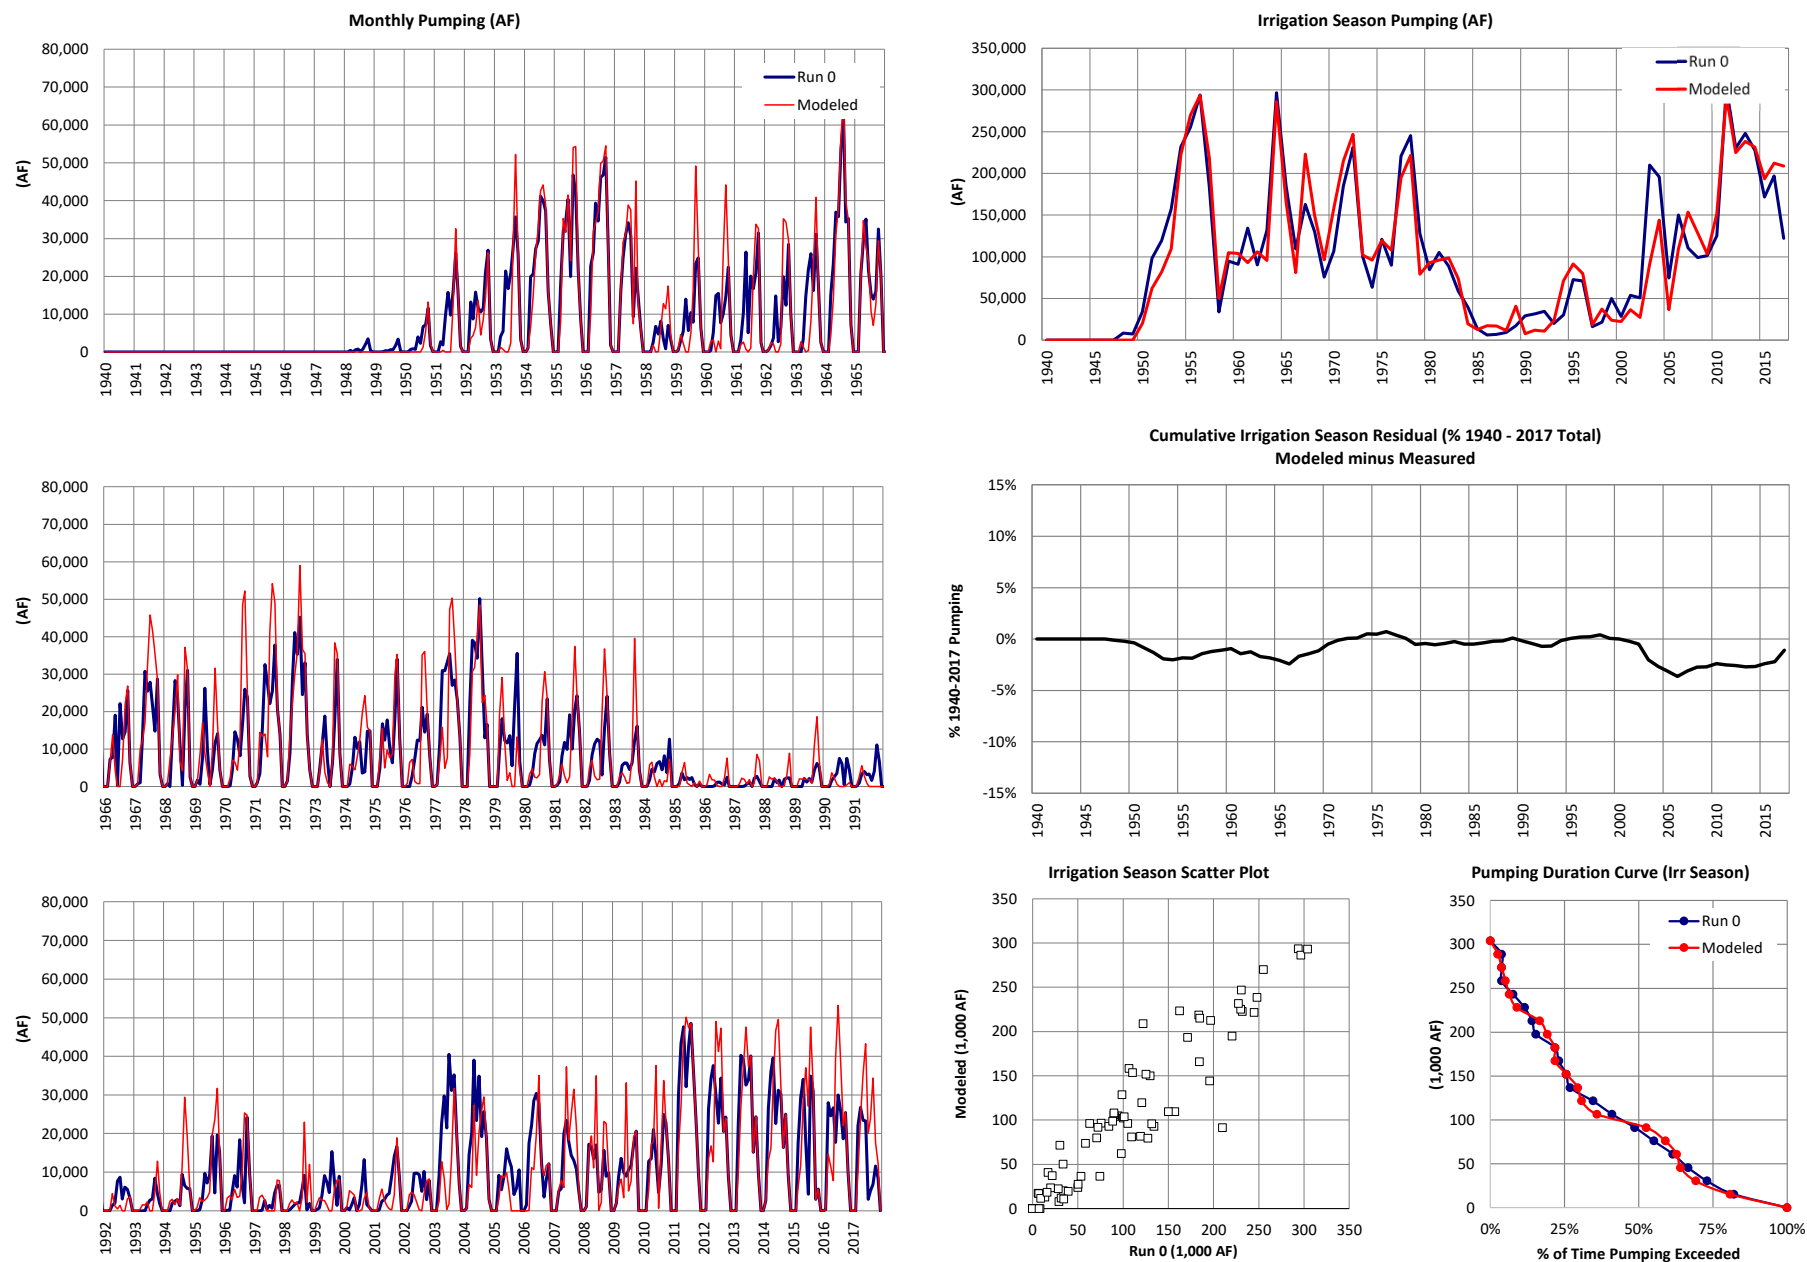 Monthly Pumping (AF)
80,000
70,000
60,000
50,000
40,000
30,000
20,000
10,000
0
(AF)
Run 0
Modeled
1940 1941 1942 1943 1944 1945 1946 1947 1948 1949 1950 1951 1952 1953 1954 1955 1956 1957 1958 1959 1960 1961 1962 1963 1964 1965
80,000
70,000
60,000
50,000
40,000
30,000
20,000
10,000
0
(AF)
1966 1967 1968 1969 1970 1971 1972 1973 1974 1975 1976 1977 1978 1979 1980 1981 1982 1983 1984 1985 1986 1987 1988 1989 1990 1991
80,000
70,000
60,000
50,000
40,000
30,000
20,000
10,000
0
(AF)
1992 1993 1994 1995 1996 1997 1998 1999 2000 2001 2002 2003 2004 2005 2006 2007 2008 2009 2010 2011 2012 2013 2014 2015 2016 2017
Irrigation Season Pumping (AF)
350,000
300,000
250,000
200,000
150,000
100,000
50,000
0
(AF)
Run 0
Modeled
1940 1945 1950 1955 1960 1965 1970 1975 1980 1985 1990 1995 2000 2005 2010 2015
Cumulative Irrigation Season Residual (% 1940 - 2017 Total)
Modeled minus Measured
15%
10%
5%
0%
-5%
-10%
-15%
% 1940-2017 Pumping
1940 1945 1950 1955 1960 1965 1970 1975 1980 1985 1990 1995 2000 2005 2010 2015
Irrigation Season Scatter Plot
350
300
250
200
150
100
50
0
Modeled (1,000 AF)
0 50 100 150 200 250 300 350
Run 0 (1,000 AF)
Pumping Duration Curve (Irr Season)
350
300
250
200
150
100
50
0
(1,000 AF)
Run 0
Modeled
0% 25% 50% 75% 100%
% of Time Pumping Exceeded